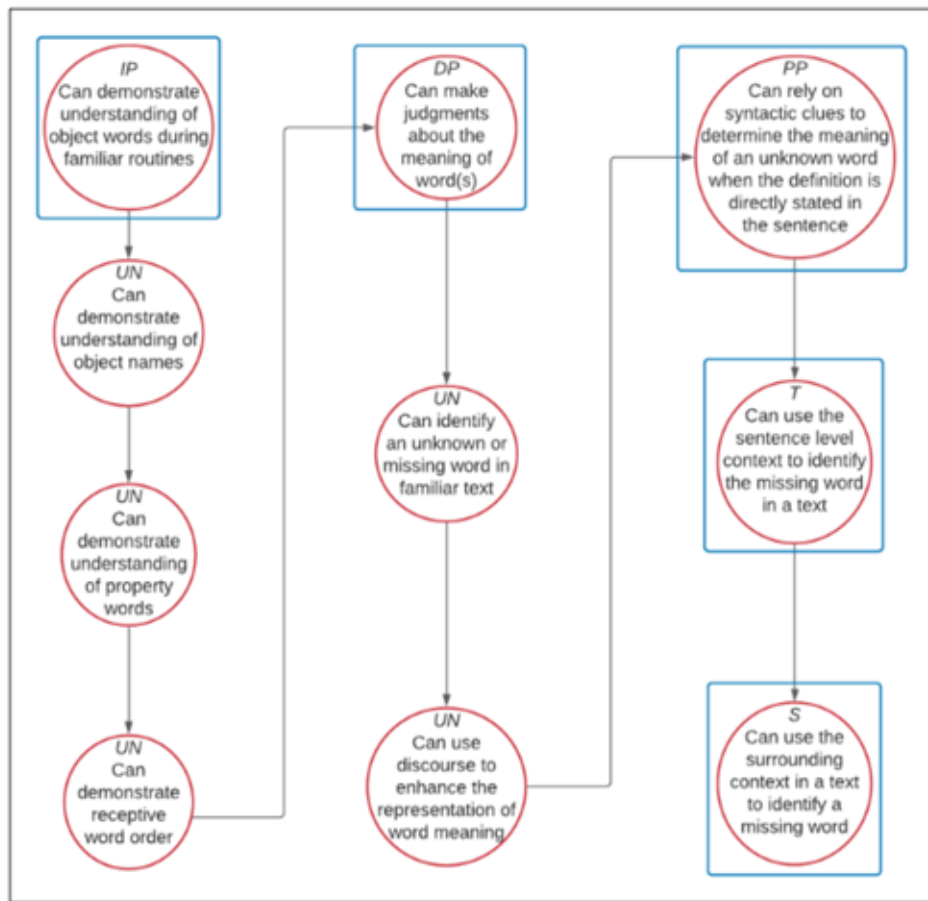 IP
Can demonstrate
understanding of
object words during
familiar routines
UN
Can
demonstrate
understanding of
object names
UN
Can
demonstrate
understanding
of property
words
UN
Can
demonstrate
receptive
word order
DP
Can make
judgments
about the
meaning of
word(s)
UN
Can identify
an unknown or
missing word in
familiar text
UN
Can use
discourse to
enhance the
representation of
word meaning
PP
Can rely on
syntactic clues to
determine the meaning
of an unknown word
when the definition is
directly stated in
the sentence
T
Can use the
sentence level
context to identify
the missing word
in a text
S
Can use the
surrounding
context in a text
to identify a
missing word